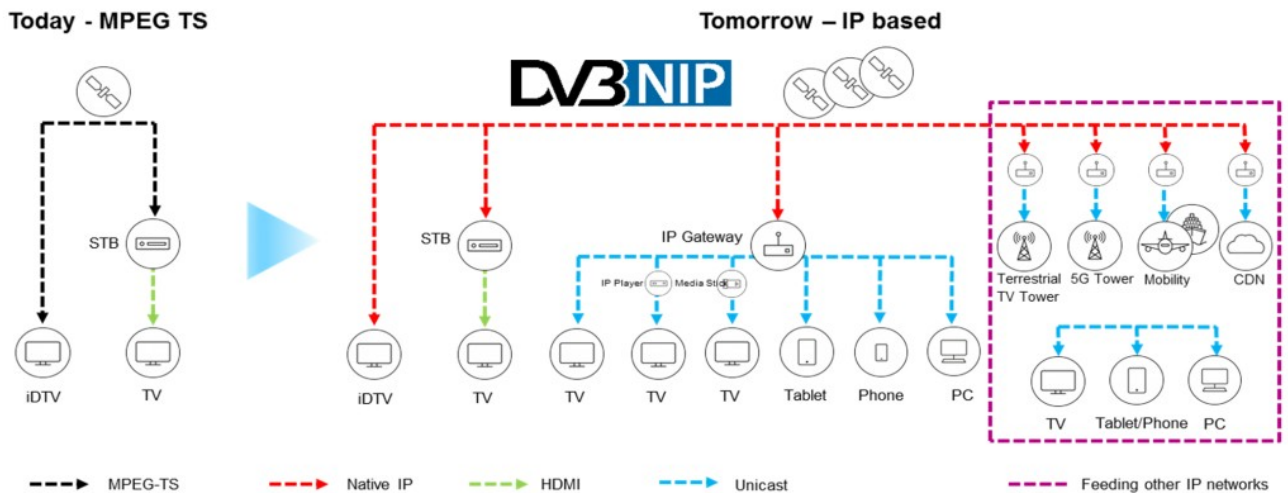 Today - MPEG TS
Tomorrow – IP based
DVB NIP
STB
STB
IP Gateway
IP Player
Media Stick
Terrestrial
TV Tower
5G Tower
Mobility
CDN
iDTV
TV
iDTV
TV
TV
TV
TV
Tablet
Phone
PC
TV
Tablet/Phone
PC
MPEG-TS
Native IP
HDMI
Unicast
Feeding other IP networks